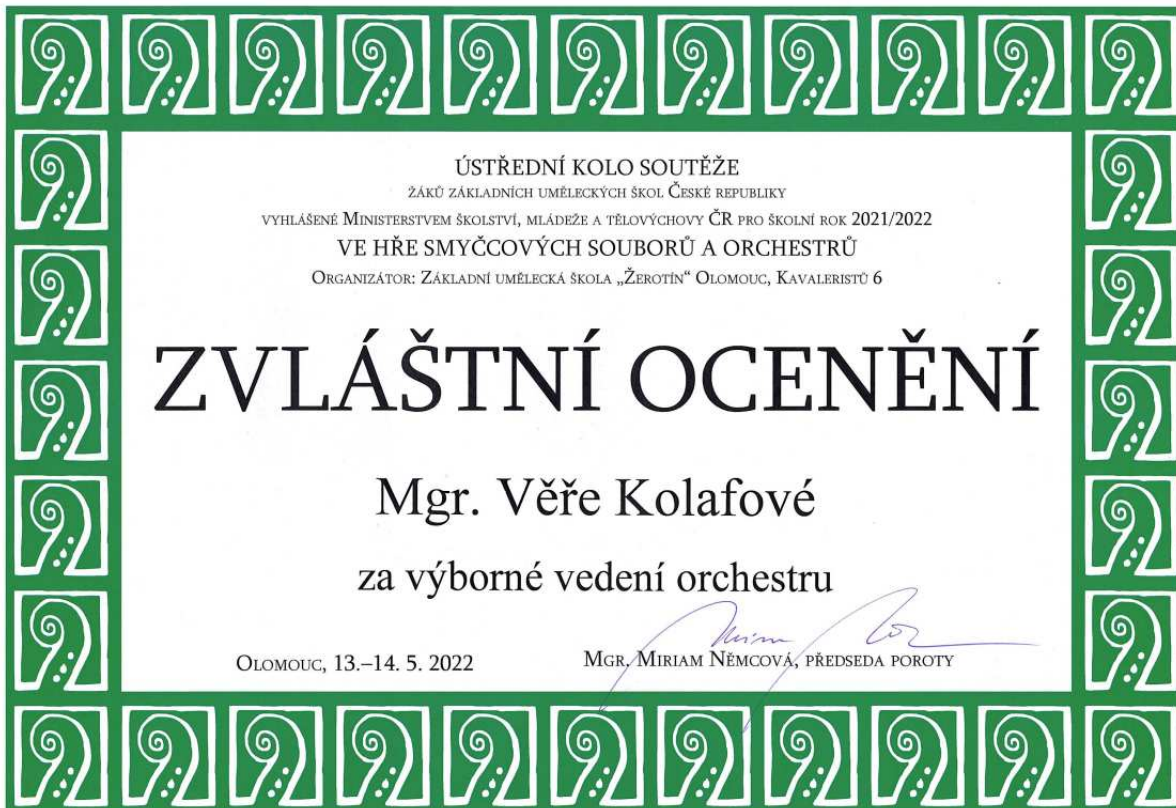 ÚSTŘEDNÍ KOLO SOUTĚŽE
ŽÁKŮ ZÁKLADNÍCH UMĚLECKÝCH ŠKOL ČESKÉ REPUBLIKY
VYHLÁŠENÉ MINISTERSTVEM ŠKOLSTVÍ, MLÁDEŽE A TĚLOVÝCHOVY ČR PRO ŠKOLNÍ ROK 2021/2022
VE HŘE SMYČCOVÝCH SOUBORŮ A ORCHESTRŮ
ORGANIZÁTOR: ZÁKLADNÍ UMĚLECKÁ ŠKOLA „ŽEROTÍN“ OLOMOUC, KAVALERISTŮ 6
ZVLÁŠTNÍ OCENĚNÍ
Mgr. Věře Kolafové
za výborné vedení orchestru
OLOMOUC, 13.–14. 5. 2022
MGR. MIRIAM NĚMCOVÁ, PŘEDSEDA POROTY